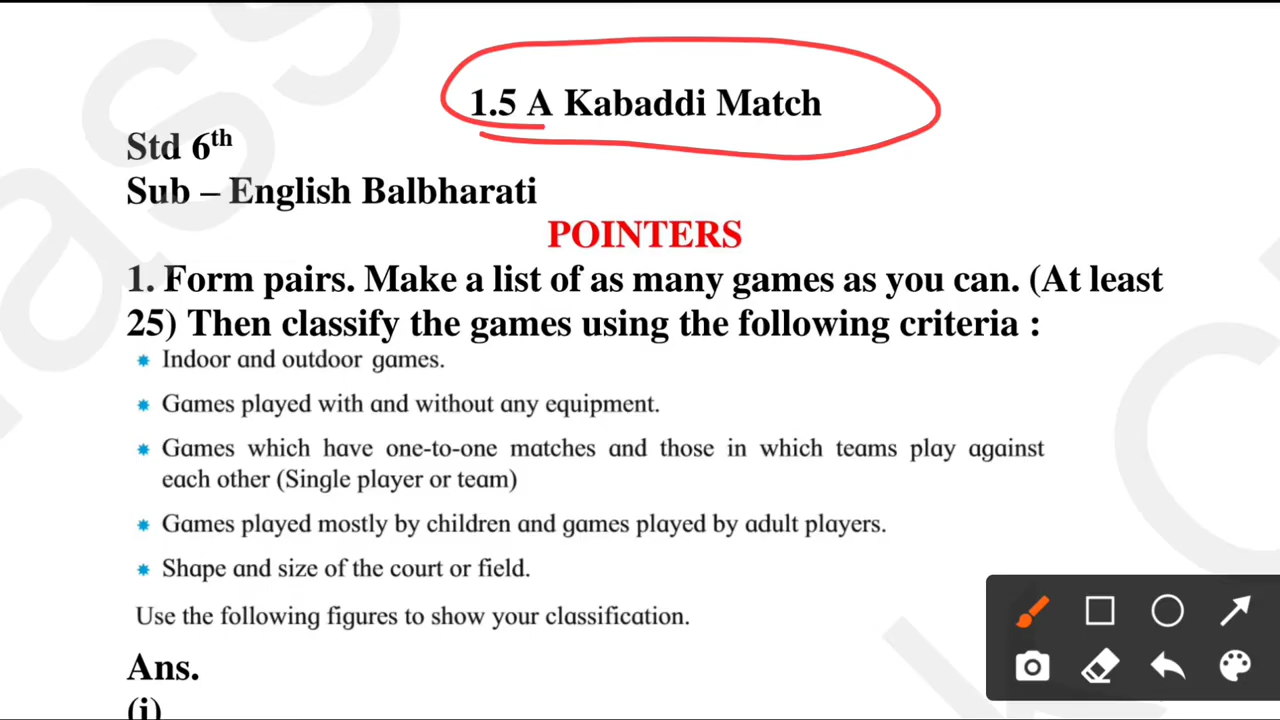 1.5 A Kabaddi Match
Std 6th
Sub – English Balbharati
POINTERS
1. Form pairs. Make a list of as many games as you can. (At least
25) Then classify the games using the following criteria :
* Indoor and outdoor games.
* Games played with and without any equipment.
* Games which have one-to-one matches and those in which teams play against
each other (Single player or team)
* Games played mostly by children and games played by adult players.
* Shape and size of the court or field.
Use the following figures to show your classification.
Ans.
(i)